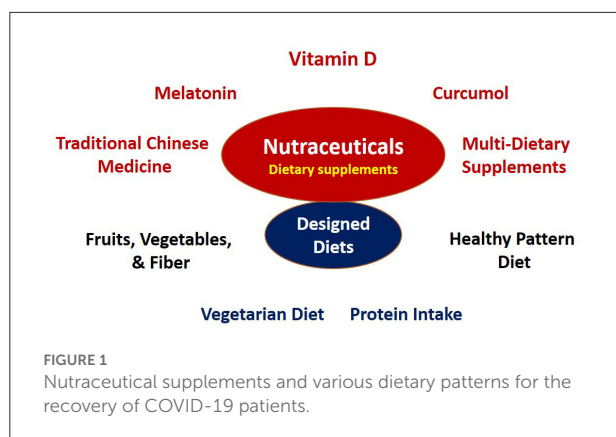 Vitamin D
Melatonin
Curcumol
Traditional Chinese
Medicine
Nutraceuticals
Dietary supplements
Multi-Dietary
Supplements
Designed
Diets
Fruits, Vegetables,
& Fiber
Healthy Pattern
Diet
Vegetarian Diet
Protein Intake
FIGURE 1
Nutraceutical supplements and various dietary patterns for the
recovery of COVID-19 patients.